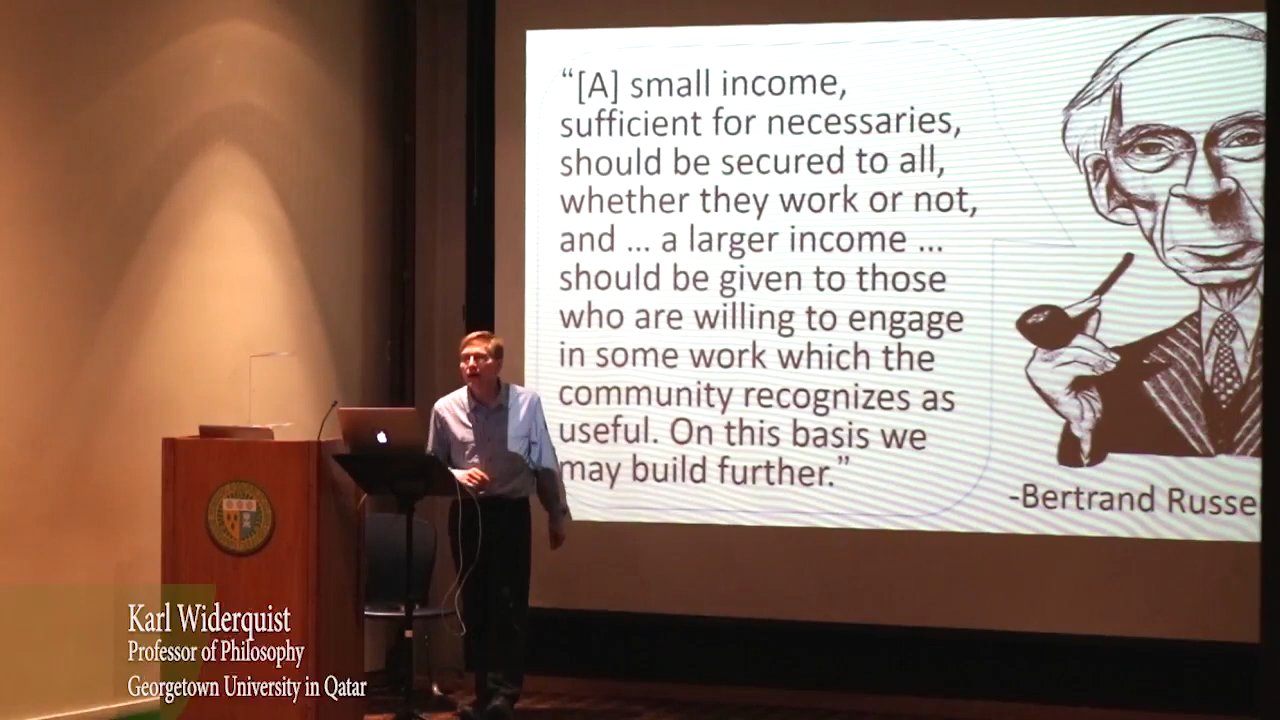 “[A] small income,
sufficient for necessaries,
should be secured to all,
whether they work or not,
and ... a larger income ...
should be given to those
who are willing to engage
in some work which the
community recognizes as
useful. On this basis we
may build further.”
-Bertrand Russe
Karl Widerquist
Professor of Philosophy
Georgetown University in Qatar